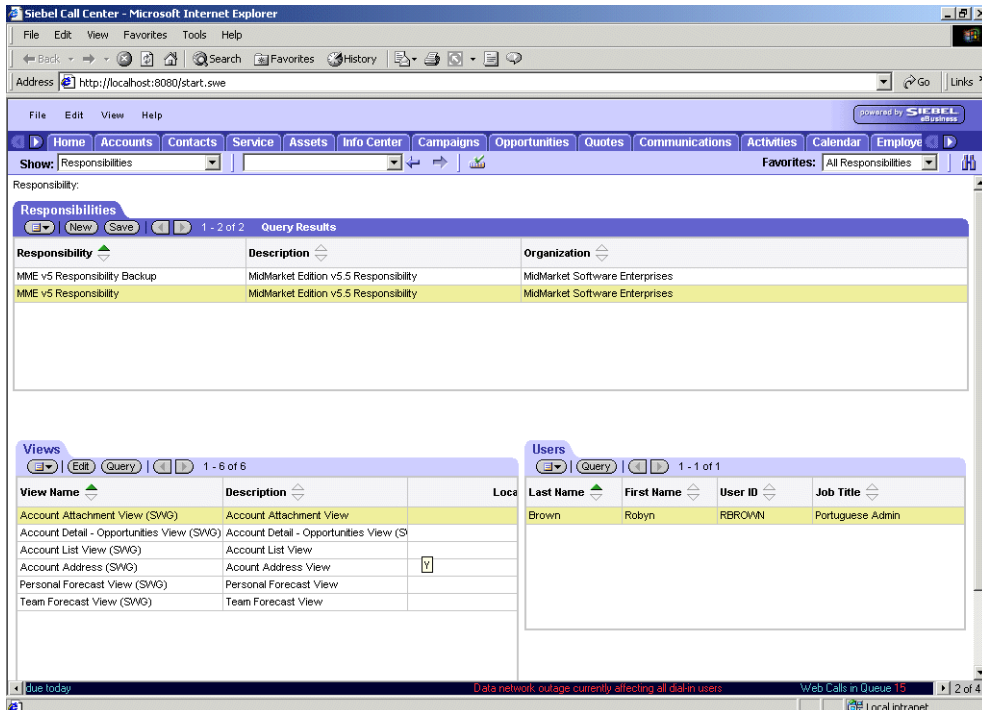 Siebel Call Center - Microsoft Internet Explorer
File Edit View Favorites Tools Help
Back Search Favorites History
Address http://localhost:8080/start.swe Go Links
File Edit View Help powered by SIEBEL eBusiness
Home Accounts Contacts Service Assets Info Center Campaigns Opportunities Quotes Communications Activities Calendar Employe
Show: Responsibilities Favorites: All Responsibilities
Responsibility:
Responsibilities
New Save 1 - 2 of 2 Query Results
Responsibility Description Organization
MME v5 Responsibility Backup MidMarket Edition v5.5 Responsibility MidMarket Software Enterprises
MME v5 Responsibility MidMarket Edition v5.5 Responsibility MidMarket Software Enterprises
Views
Edit Query 1 - 6 of 6
View Name Description Loca
Account Attachment View (SWG) Account Attachment View
Account Detail - Opportunities View (SWG) Account Detail - Opportunities View (S
Account List View (SWG) Account List View
Account Address (SWG) Acount Address View Y
Personal Forecast View (SWG) Personal Forecast View
Team Forecast View (SWG) Team Forecast View
Users
Query 1 - 1 of 1
Last Name First Name User ID Job Title
Brown Robyn RBROWN Portuguese Admin
due today Data network outage currently affecting all dial-in users Web Calls in Queue 15 2 of 4
Local intranet